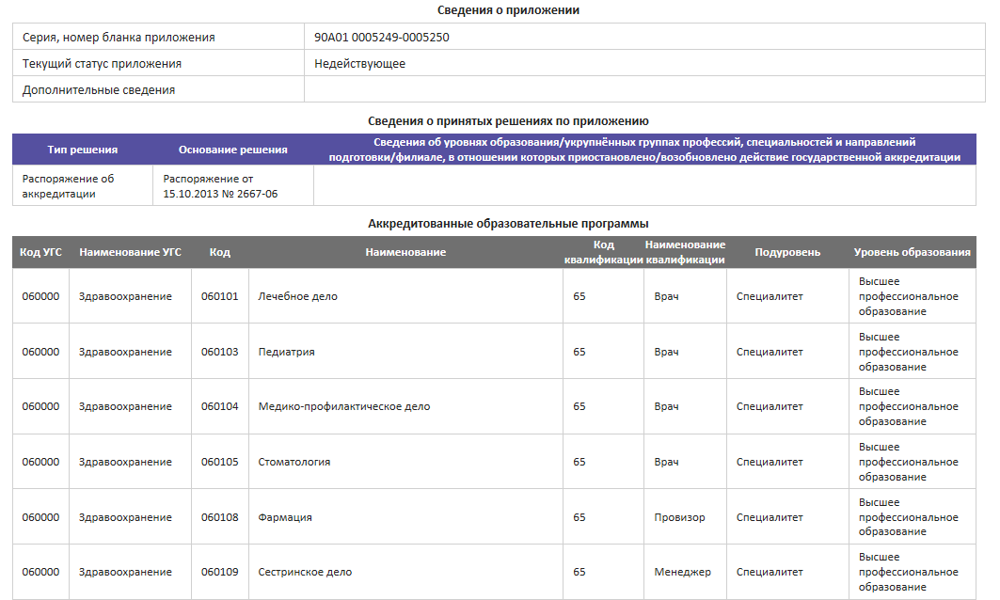 Сведения о приложении
Серия, номер бланка приложения 90А01 0005249-0005250
Текущий статус приложения Недействующее
Дополнительные сведения
Сведения о принятых решениях по приложению
Тип решения Основание решения Сведения об уровнях образования/укрупнённых группах профессий, специальностей и направлений
подготовки/филиале, в отношении которых приостановлено/возобновлено действие государственной аккредитации
Распоряжение об Распоряжение от
аккредитации 15.10.2013 № 2667-06
Аккредитованные образовательные программы
Код УГС Наименование УГС Код Наименование Код Наименование Подуровень Уровень образования
квалификации квалификации
060000 Здравоохранение 060101 Лечебное дело 65 Врач Специалитет Высшее
профессиональное
образование
060000 Здравоохранение 060103 Педиатрия 65 Врач Специалитет Высшее
профессиональное
образование
060000 Здравоохранение 060104 Медико-профилактическое дело 65 Врач Специалитет Высшее
профессиональное
образование
060000 Здравоохранение 060105 Стоматология 65 Врач Специалитет Высшее
профессиональное
образование
060000 Здравоохранение 060108 Фармация 65 Провизор Специалитет Высшее
профессиональное
образование
060000 Здравоохранение 060109 Сестринское дело 65 Менеджер Специалитет Высшее
профессиональное
образование